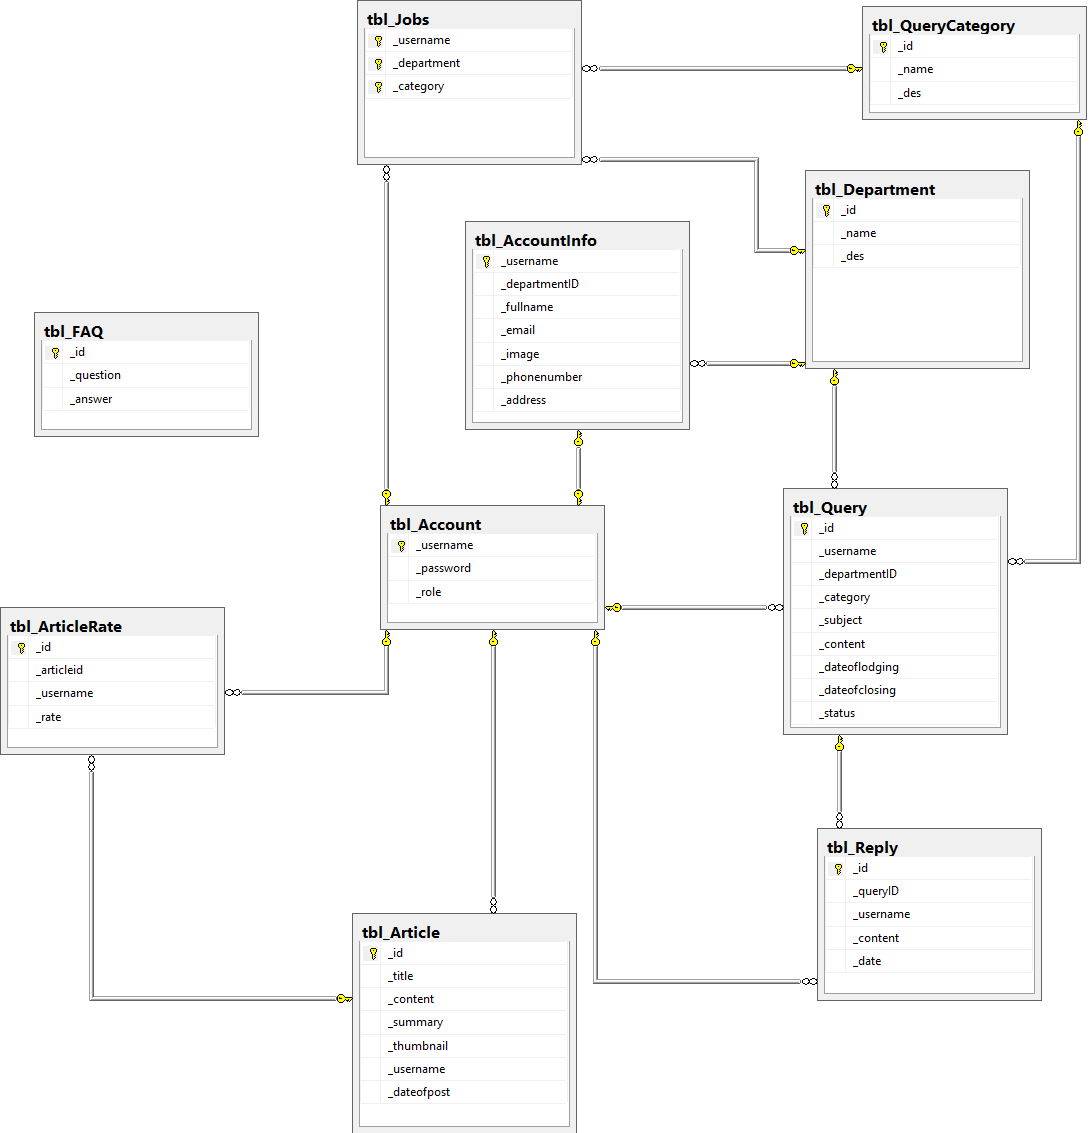 tbl_Jobs
_username
_department
_category
tbl_QueryCategory
_id
_name
_des
tbl_Department
_id
_name
_des
tbl_AccountInfo
_username
_departmentID
_fullname
_email
_image
_phonenumber
_address
tbl_FAQ
_id
_question
_answer
tbl_Account
_username
_password
_role
tbl_Query
_id
_username
_departmentID
_category
_subject
_content
_dateoflodging
_dateofclosing
_status
tbl_ArticleRate
_id
_articleid
_username
_rate
tbl_Reply
_id
_queryID
_username
_content
_date
tbl_Article
_id
_title
_content
_summary
_thumbnail
_username
_dateofpost